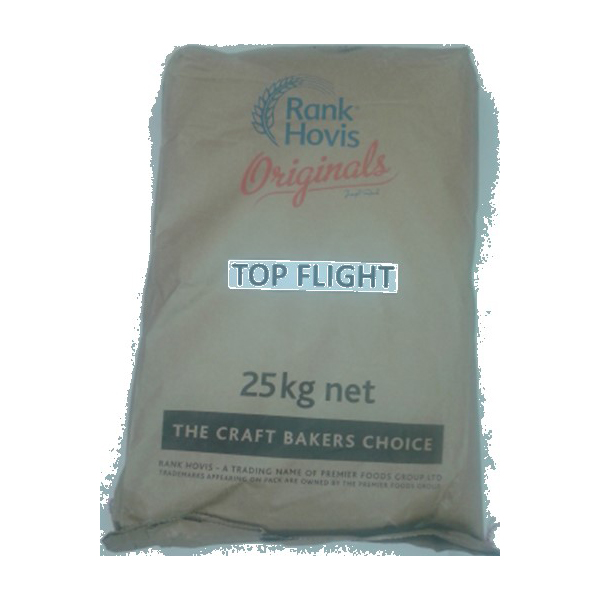 Rank
Hovis
Originals
TOP FLIGHT
25kg net
THE CRAFT BAKERS CHOICE
RANK HOVIS - A TRADING NAME OF PREMIER FOODS GROUP LTD
TRADEMARKS APPEARING ON PACK ARE OWNED BY THE PREMIER FOODS GROUP